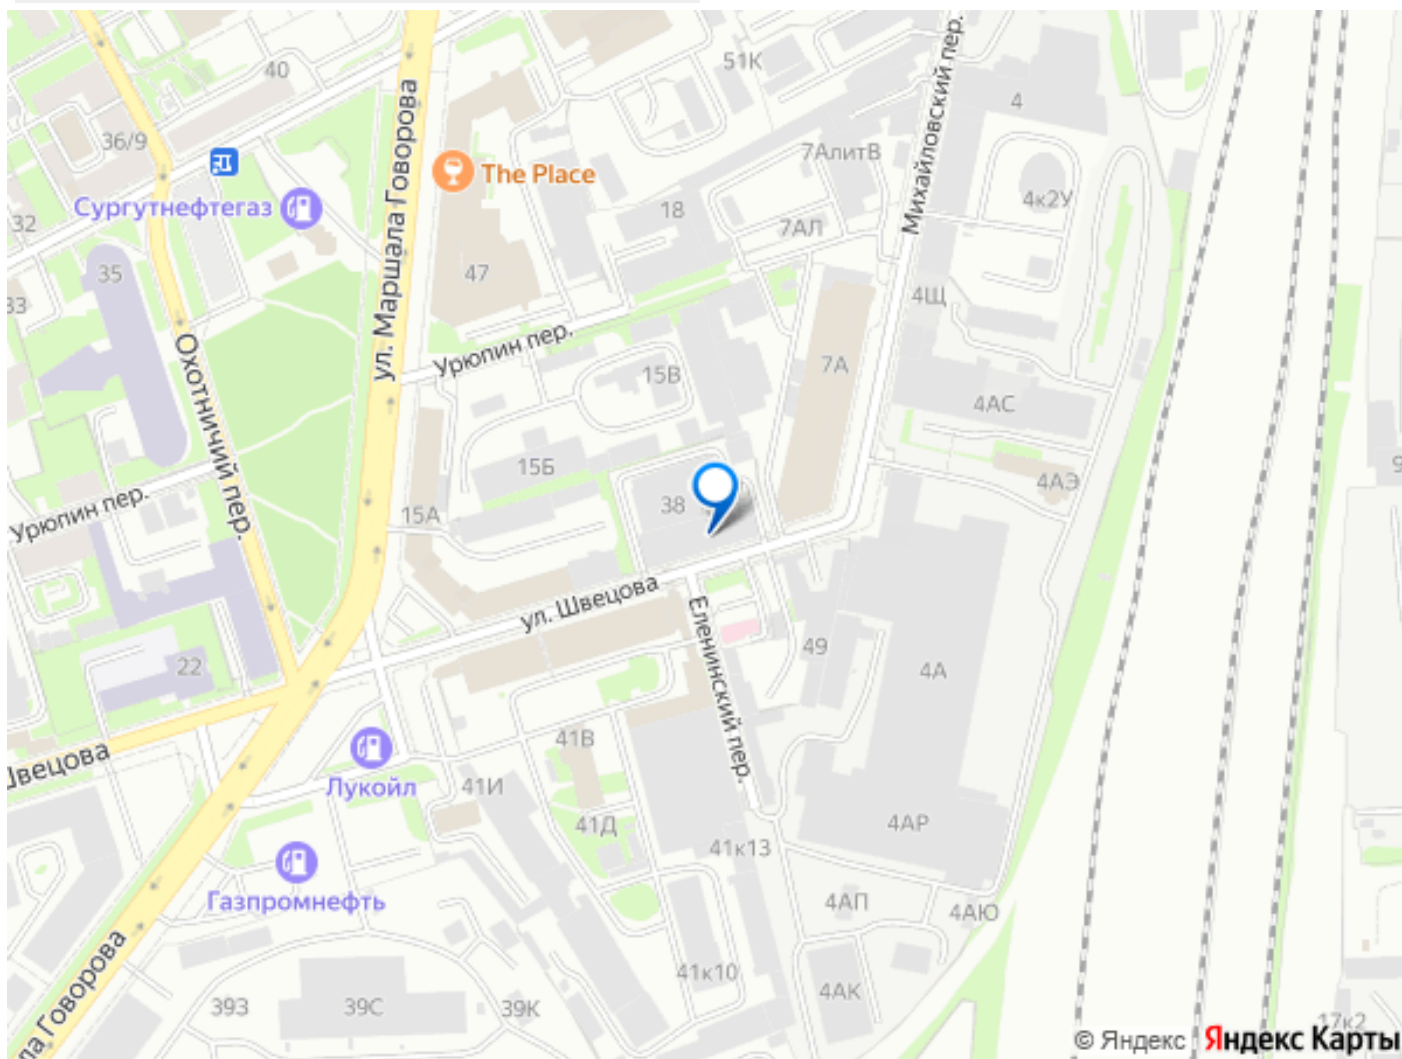 40
51К
Михайловский пер.
4
36/9
ул. Маршала Говорова
7АлитВ
The Place
4к2У
Сургутнефтегаз
18
32
7АЛ
35
47
4Щ
33
Урюпин пер.
Охотничий пер.
7А
15В
4АС
15Б
9
4АЭ
Урюпин пер.
38
15А
ул. Швецова
Еленинский пер.
49
4А
22
41В
Швецова
Лукойл
41И
41Д
4АР
41к13
Газпромнефть
4АП
4АЮ
ла Говорова
41к10
4АК
39З
39С
39К
17к2
© Яндекс Яндекс Карты